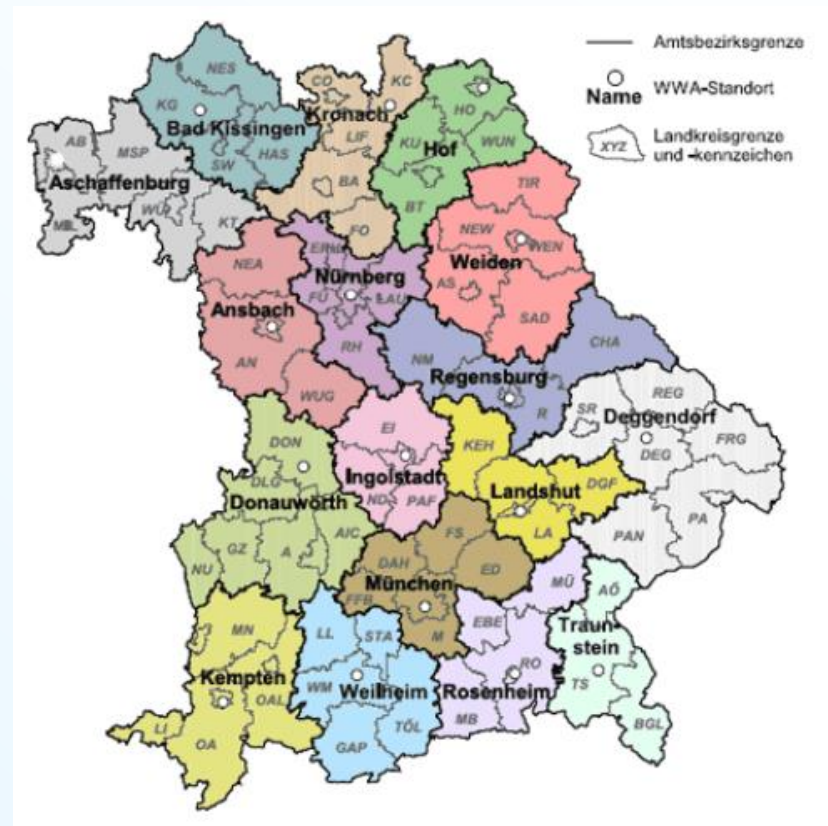 Amtsbezirksgrenze
Name WWA-Standort
XYZ Landkreisgrenze
und -kennzeichen
NES
KG
Bad Kissingen
SW
HAS
CO
KC
Kronach
LIF
BA
FO
HO
KU
Hof
WUN
BT
AB
MSP
Aschaffenburg
WÜ
KT
TIR
NEW
WEN
Weiden
AS
SAD
NEA
Ansbach
AN
WUG
Nürnberg
FÜ
LAU
RH
NM
CHA
Regensburg
R
REG
SR
Deggendorf
FRG
DEG
PA
PAN
EI
Ingolstadt
ND
PAF
KEH
DGF
Landshut
LA
DON
DLG
Donauwörth
AIC
GZ
A
NU
FS
DAH
ED
München
FFB
M
MÜ
EBE
RO
Rosenheim
MB
AÖ
Traun-
stein
TS
BGL
MN
Kempten
OAL
LI
OA
LL
STA
WM
Weilheim
TÖL
GAP